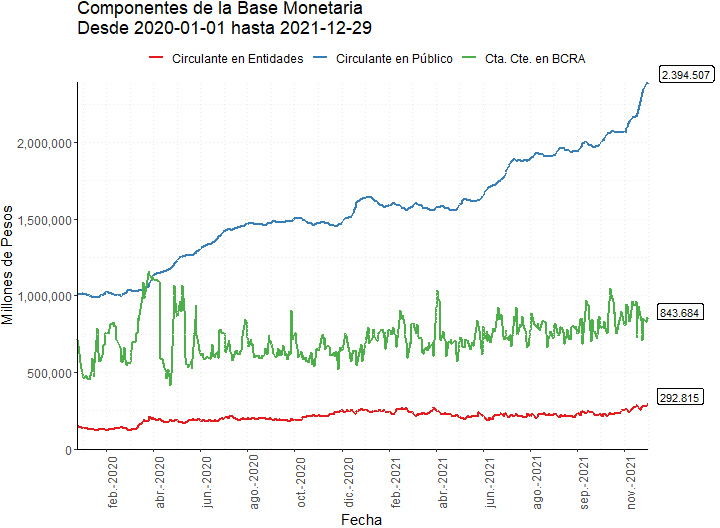 Componentes de la Base Monetaria
Desde 2020-01-01 hasta 2021-12-29
Circulante en Entidades Circulante en Público Cta. Cte. en BCRA
2.394.507
2,000,000
1,500,000
1,000,000
843.684
500,000
292.815
0
Millones de Pesos
feb.-2020
abr.-2020
jun.-2020
ago.-2020
oct.-2020
dic.-2020
feb.-2021
abr.-2021
jun.-2021
ago.-2021
sep.-2021
nov.-2021
Fecha